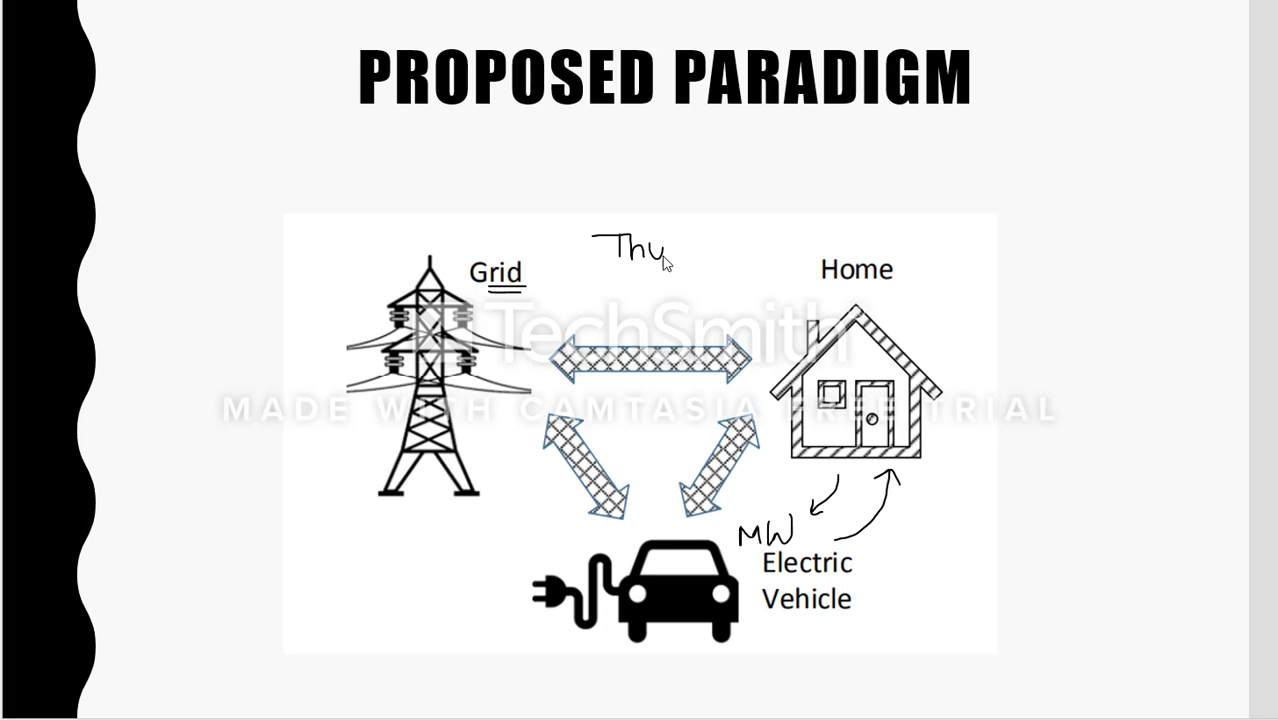 PROPOSED PARADIGM
Thu
Grid
Home
TechSmith
MADE WITH CAMTASIA FREE TRIAL
MW
Electric
Vehicle